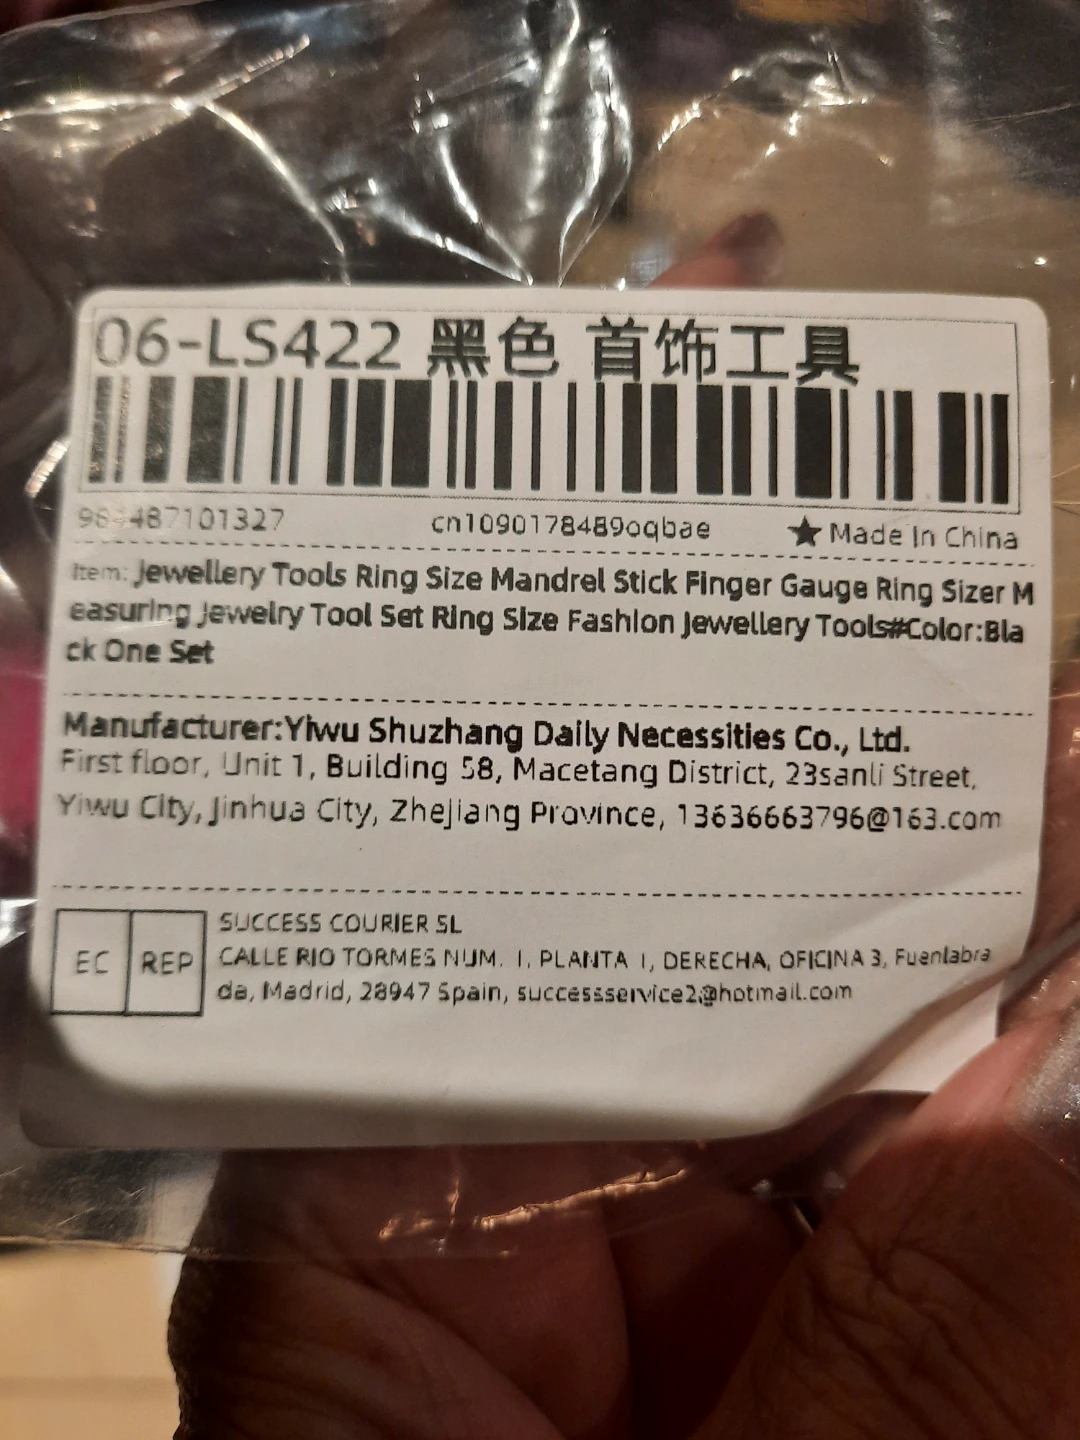 06-LS422 黑色 首饰工具
487101327 cn1090178489oqbae ★ Made In China
Item: Jewellery Tools Ring Size Mandrel Stick Finger Gauge Ring Sizer M
easuring Jewelry Tool Set Ring Size Fashion Jewellery Tools#Color:Bla
ck One Set
Manufacturer:Yiwu Shuzhang Daily Necessities Co., Ltd.
First floor, Unit 1, Building 58, Macetang District, 23sanli Street,
Yiwu City, Jinhua City, Zhejiang Province, 13636663796@163.com
EC REP
SUCCESS COURIER SL
CALLE RIO TORMES NUM. 1, PLANTA 1, DERECHA, OFICINA 3, Fuenlabra
da, Madrid, 28947 Spain, successservice2@hotmail.com